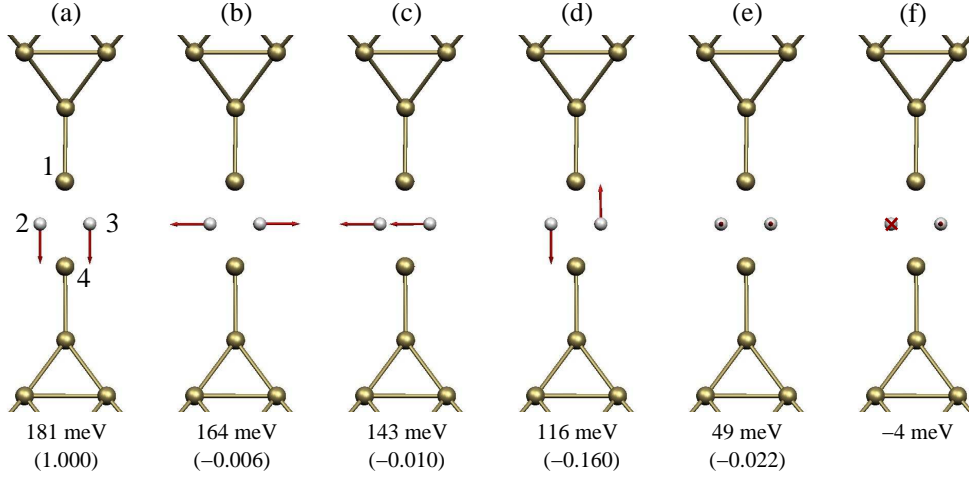 (a) (b) (c) (d) (e) (f)
1
2 3
4
181 meV 164 meV 143 meV 116 meV 49 meV −4 meV
(1.000) (−0.006) (−0.010) (−0.160) (−0.022)